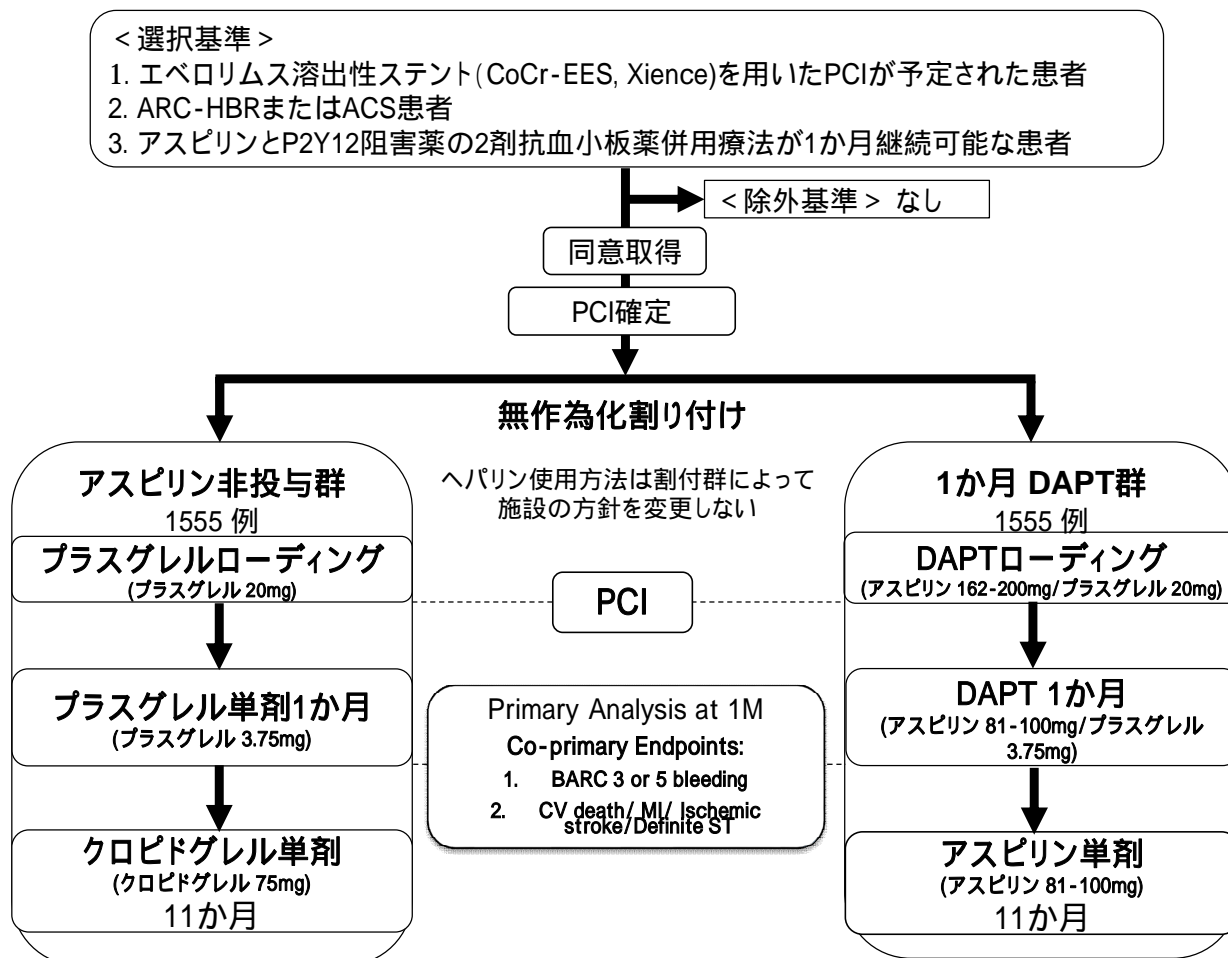 ＜選択基準＞
1. エベロリムス溶出性ステント(CoCr-EES, Xience)を用いたPCIが予定された患者
2. ARC-HBRまたはACS患者
3. アスピリンとP2Y12阻害薬の2剤抗血小板薬併用療法が1か月継続可能な患者
＜除外基準＞ なし
同意取得
PCI確定
無作為化割り付け
ヘパリン使用方法は割付群によって
施設の方針を変更しない
アスピリン非投与群
1555 例
プラスグレルローディング
(プラスグレル 20mg)
プラスグレル単剤1か月
(プラスグレル 3.75mg)
クロピドグレル単剤
(クロピドグレル 75mg)
11か月
PCI
Primary Analysis at 1M
Co-primary Endpoints:
1. BARC 3 or 5 bleeding
2. CV death/ MI/ Ischemic
stroke/Definite ST
1か月 DAPT群
1555 例
DAPTローディング
(アスピリン 162-200mg/プラスグレル 20mg)
DAPT 1か月
(アスピリン 81-100mg/プラスグレル
3.75mg)
アスピリン単剤
(アスピリン 81-100mg)
11か月